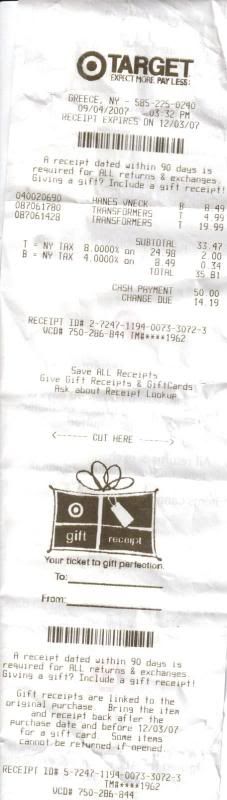 TARGET
EXPECT MORE. PAY LESS.
GREECE, NY - 585-225-0240
09/04/2007 03:32 PM
RECEIPT EXPIRES ON 12/03/07
A receipt dated within 90 days is
required for ALL returns & exchanges.
Giving a gift? Include a gift receipt!
040020690 HANES VNECK B 8.49
087061780 TRANSFORMERS T 4.99
087061428 TRANSFORMERS T 19.99
SUBTOTAL 33.47
T = NY TAX 8.0000% on 24.98 2.00
B = NY TAX 4.0000% on 8.49 0.34
TOTAL 35.81
CASH PAYMENT 50.00
CHANGE DUE 14.19
RECEIPT ID# 2-7247-1194-0073-3072-3
VCD# 750-286-844 TM#****1962
Save ALL Receipts
Give Gift Receipts & GiftCards
Ask about Receipt Lookup
<------ CUT HERE ------>
gift receipt
Your ticket to gift perfection.
To:
From:
A receipt dated within 90 days is
required for ALL returns & exchanges.
Giving a gift? Include a gift receipt!
Gift receipts are linked to the
original purchase. Bring the item
and receipt back after the
purchase date and before 12/03/07
for a gift card. Some items
cannot be returned if opened.
RECEIPT ID# 5-7247-1194-0073-3072-3
TM#****1962
VCD# 750-286-844